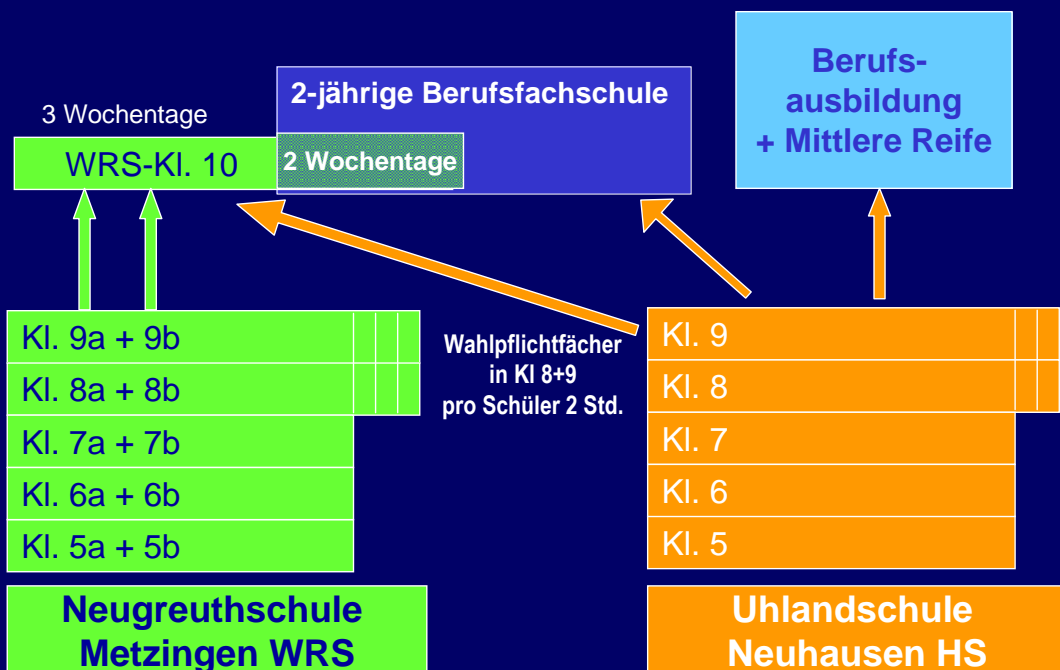 3 Wochentage
WRS-Kl. 10
2-jährige Berufsfachschule
2 Wochentage
Berufs-
ausbildung
+ Mittlere Reife
Kl. 9a + 9b
Kl. 8a + 8b
Kl. 7a + 7b
Kl. 6a + 6b
Kl. 5a + 5b
Neugreuthschule
Metzingen WRS
Wahlpflichtfächer
in Kl 8+9
pro Schüler 2 Std.
Kl. 9
Kl. 8
Kl. 7
Kl. 6
Kl. 5
Uhlandschule
Neuhausen HS